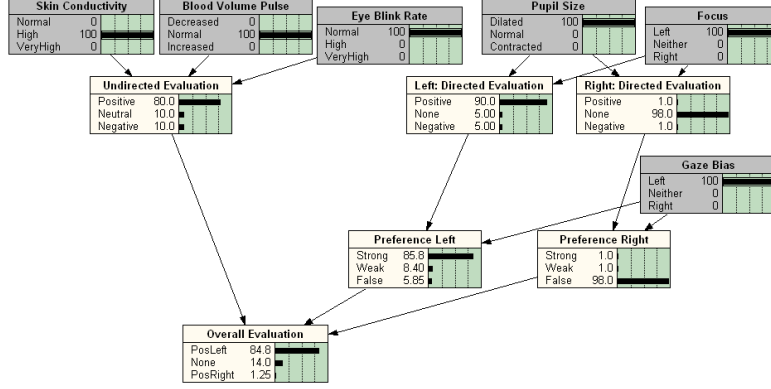 Skin Conductivity
Normal 0
High 100
VeryHigh 0
Blood Volume Pulse
Decreased 0
Normal 100
Increased 0
Eye Blink Rate
Normal 100
High 0
VeryHigh 0
Pupil Size
Dilated 100
Normal 0
Contracted 0
Focus
Left 100
Neither 0
Right 0
Undirected Evaluation
Positive 80.0
Neutral 10.0
Negative 10.0
Left: Directed Evaluation
Positive 90.0
None 5.00
Negative 5.00
Right: Directed Evaluation
Positive 1.0
None 98.0
Negative 1.0
Gaze Bias
Left 100
Neither 0
Right 0
Preference Left
Strong 85.8
Weak 8.40
False 5.85
Preference Right
Strong 1.0
Weak 1.0
False 98.0
Overall Evaluation
PosLeft 84.8
None 14.0
PosRight 1.25